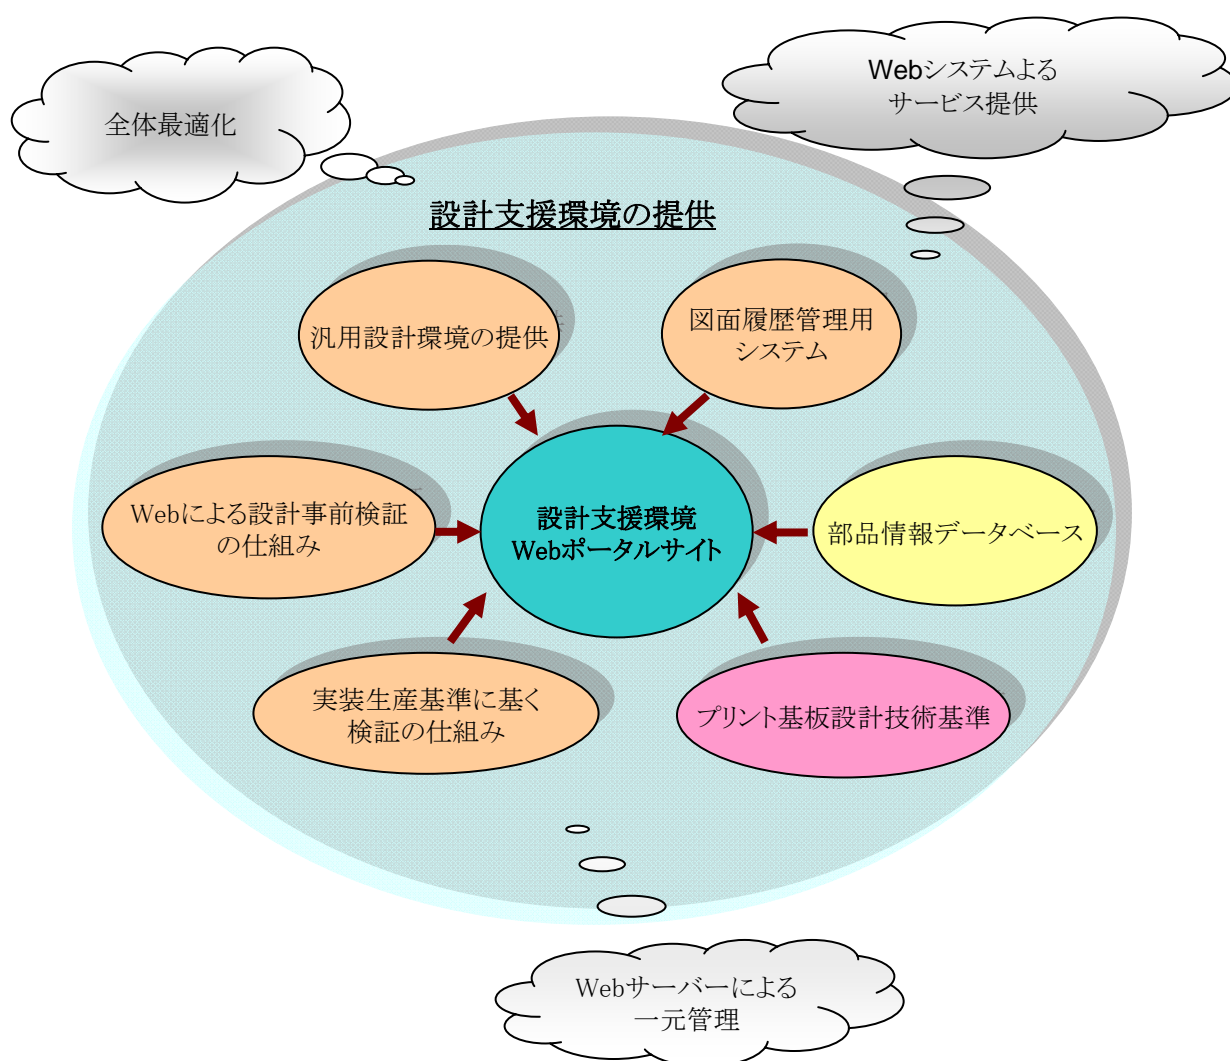 全体最適化
Webシステムよる
サービス提供
設計支援環境の提供
汎用設計環境の提供
図面履歴管理用
システム
Webによる設計事前検証
の仕組み
設計支援環境
Webポータルサイト
部品情報データベース
実装生産基準に基く
検証の仕組み
プリント基板設計技術基準
Webサーバーによる
一元管理